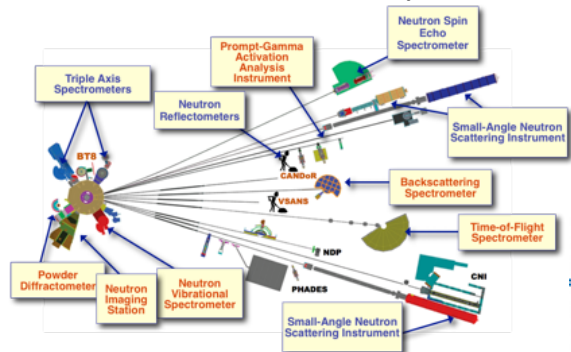 Neutron Spin
Echo
Spectrometer
Prompt-Gamma
Activation
Analysis
Instrument
Triple Axis
Spectrometers
Neutron
Reflectometers
Small-Angle Neutron
Scattering Instrument
BT8
CANDoR
Backscattering
Spectrometer
VSANS
Time-of-Flight
Spectrometer
NDP
CNI
PHADES
Powder
Diffractometer
Neutron
Imaging
Station
Neutron
Vibrational
Spectrometer
Small-Angle Neutron
Scattering Instrument